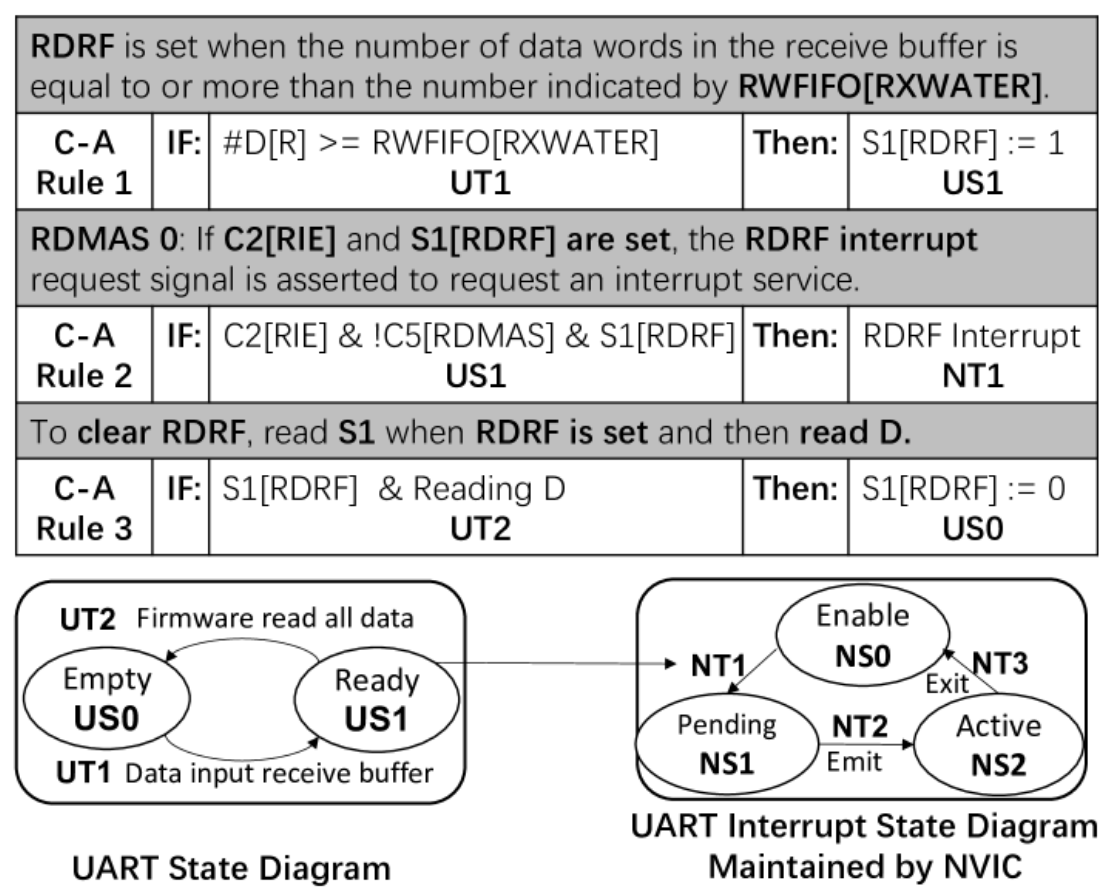 RDRF is set when the number of data words in the receive buffer is
equal to or more than the number indicated by RWFIFO[RXWATER].
C-A
Rule 1
IF:
#D[R] >= RWFIFO[RXWATER]
UT1
Then:
S1[RDRF] := 1
US1
RDMAS 0: If C2[RIE] and S1[RDRF] are set, the RDRF interrupt
request signal is asserted to request an interrupt service.
C-A
Rule 2
IF:
C2[RIE] & !C5[RDMAS] & S1[RDRF]
US1
Then:
RDRF Interrupt
NT1
To clear RDRF, read S1 when RDRF is set and then read D.
C-A
Rule 3
IF:
S1[RDRF] & Reading D
UT2
Then:
S1[RDRF] := 0
US0
UT2 Firmware read all data
Empty
US0
Ready
US1
UT1 Data input receive buffer
UART State Diagram
Enable
NS0
NT1
NT3
Exit
Pending
NS1
NT2
Emit
Active
NS2
UART Interrupt State Diagram
Maintained by NVIC